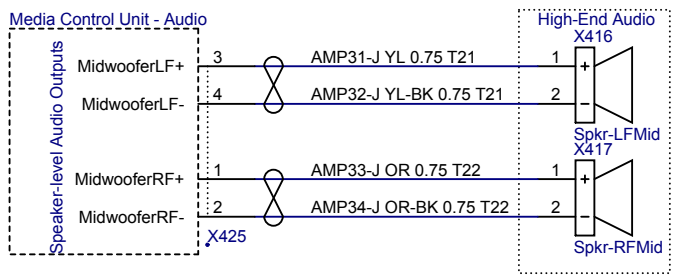 Media Control Unit - Audio
High-End Audio
X416
Speaker-level Audio Outputs
MidwooferLF+ 3 AMP31-J YL 0.75 T21 1 +
MidwooferLF- 4 AMP32-J YL-BK 0.75 T21 2 -
Spkr-LFMid
X417
MidwooferRF+ 1 AMP33-J OR 0.75 T22 1 +
MidwooferRF- 2 AMP34-J OR-BK 0.75 T22 2 -
X425
Spkr-RFMid